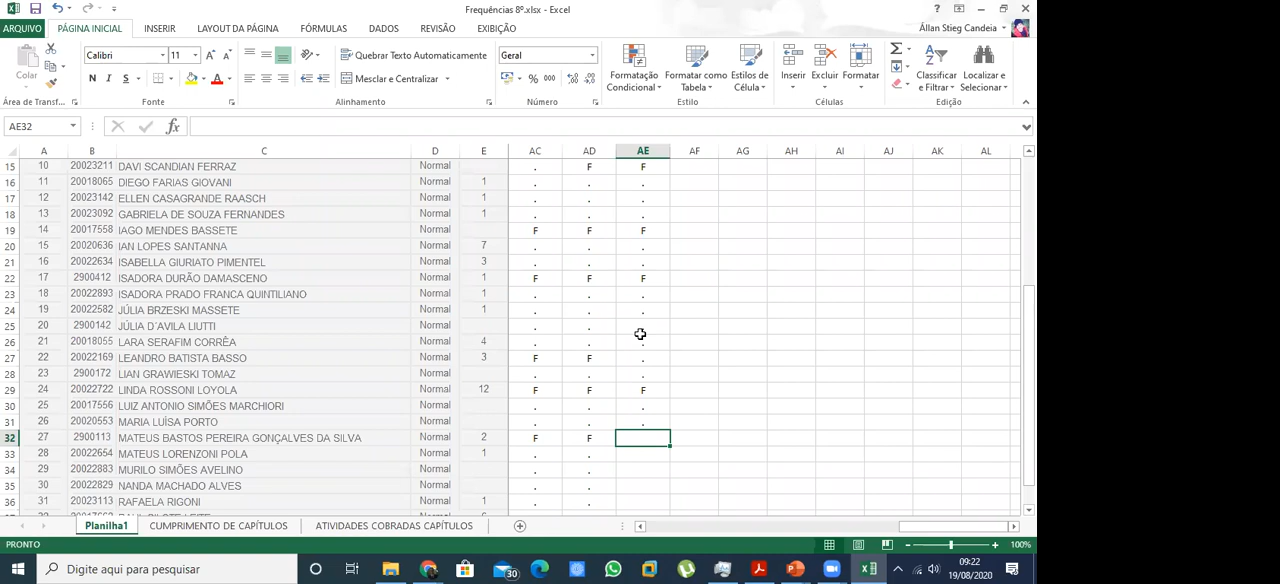 Frequências 8º.xlsx - Excel
?
ARQUIVO PÁGINA INICIAL INSERIR LAYOUT DA PÁGINA FÓRMULAS DADOS REVISÃO EXIBIÇÃO Állan Stieg Candeia
Colar Calibri 11 A A Quebrar Texto Automaticamente Geral
N I S A Mesclar e Centralizar % 000
Formatação Condicional Formatar como Tabela Estilos de Célula Inserir Excluir Formatar Classificar e Filtrar Localizar e Selecionar
Área de Transf... Fonte Alinhamento Número Estilo Células Edição
AE32 fx
A B C D E AC AD AE AF AG AH AI AJ AK AL
15 10 20023211 DAVI SCANDIAN FERRAZ Normal . F F
16 11 20018065 DIEGO FARIAS GIOVANI Normal 1 . . .
17 12 20023142 ELLEN CASAGRANDE RAASCH Normal 1 . . .
18 13 20023092 GABRIELA DE SOUZA FERNANDES Normal 1 . . .
19 14 20017558 IAGO MENDES BASSETE Normal F F F
20 15 20020636 IAN LOPES SANTANNA Normal 7 . . .
21 16 20022634 ISABELLA GIURIATO PIMENTEL Normal 3 . . .
22 17 2900412 ISADORA DURÃO DAMASCENO Normal 1 F F F
23 18 20022893 ISADORA PRADO FRANCA QUINTILIANO Normal 1 . . .
24 19 20022582 JÚLIA BRZESKI MASSETE Normal 1 . . .
25 20 2900142 JÚLIA D´AVILA LIUTTI Normal . .
26 21 20018055 LARA SERAFIM CORRÊA Normal 4 . . .
27 22 20022169 LEANDRO BATISTA BASSO Normal 3 F F .
28 23 2900172 LIAN GRAWIESKI TOMAZ Normal . . .
29 24 20022722 LINDA ROSSONI LOYOLA Normal 12 F F F
30 25 20017556 LUIZ ANTONIO SIMÕES MARCHIORI Normal . . .
31 26 20020553 MARIA LUÍSA PORTO Normal . . .
32 27 2900113 MATEUS BASTOS PEREIRA GONÇALVES DA SILVA Normal 2 F F
33 28 20022654 MATEUS LORENZONI POLA Normal 1 . .
34 29 20022883 MURILO SIMÕES AVELINO Normal . .
35 30 20022829 NANDA MACHADO ALVES Normal . .
36 31 20023113 RAFAELA RIGONI Normal 1 . .
Planilha1 CUMPRIMENTO DE CAPÍTULOS ATIVIDADES COBRADAS CAPÍTULOS
PRONTO 100%
Digite aqui para pesquisar 30 09:22
19/08/2020